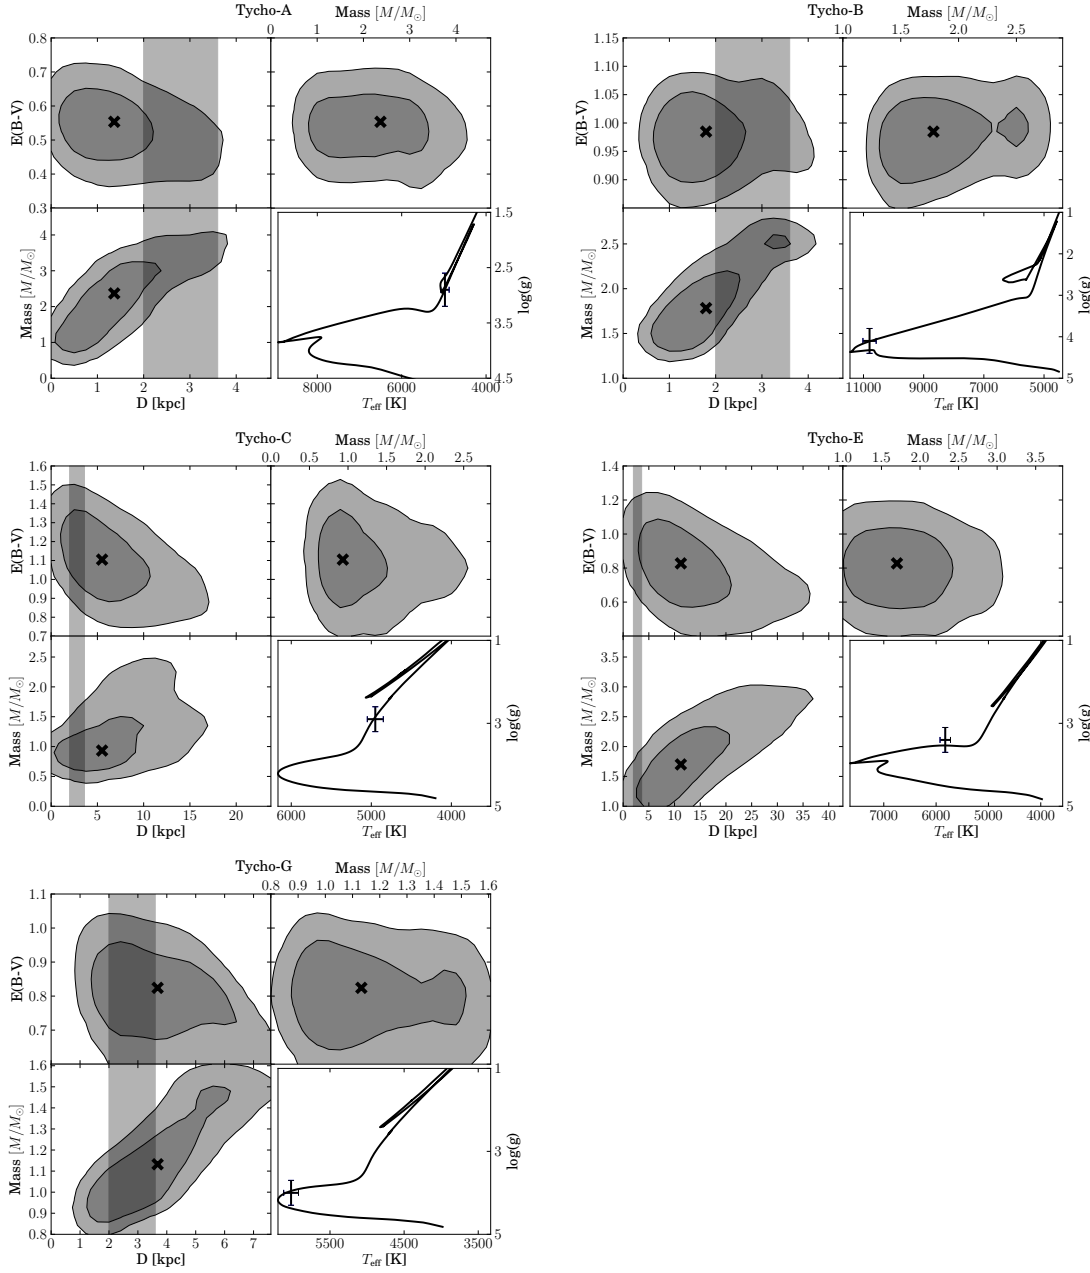 Tycho-A Mass [M/M⊙]
0 1 2 3 4
E(B-V)
0.8
0.7
0.6
0.5
0.4
0.3
Mass [M/M⊙]
4
3
2
1
0
0 1 2 3 4
D [kpc]
1.5
2.5
3.5
4.5
log(g)
8000 6000 4000
Teff [K]
Tycho-B Mass [M/M⊙]
1.0 1.5 2.0 2.5
E(B-V)
1.15
1.10
1.05
1.00
0.95
0.90
Mass [M/M⊙]
2.5
2.0
1.5
1.0
0 1 2 3 4
D [kpc]
1
2
3
4
5
log(g)
11000 9000 7000 5000
Teff [K]
Tycho-C Mass [M/M⊙]
0.0 0.5 1.0 1.5 2.0 2.5
E(B-V)
1.6
1.5
1.4
1.3
1.2
1.1
1.0
0.9
0.8
0.7
Mass [M/M⊙]
2.5
2.0
1.5
1.0
0.5
0.0
0 5 10 15 20
D [kpc]
1
3
5
log(g)
6000 5000 4000
Teff [K]
Tycho-E Mass [M/M⊙]
1.0 1.5 2.0 2.5 3.0 3.5
E(B-V)
1.4
1.2
1.0
0.8
0.6
Mass [M/M⊙]
3.5
3.0
2.5
2.0
1.5
1.0
0 5 10 15 20 25 30 35 40
D [kpc]
1
3
5
log(g)
7000 6000 5000 4000
Teff [K]
Tycho-G Mass [M/M⊙]
0.8 0.9 1.0 1.1 1.2 1.3 1.4 1.5 1.6
E(B-V)
1.1
1.0
0.9
0.8
0.7
Mass [M/M⊙]
1.6
1.5
1.4
1.3
1.2
1.1
1.0
0.9
0.8
0 1 2 3 4 5 6 7
D [kpc]
1
3
5
log(g)
5500 4500 3500
Teff [K]